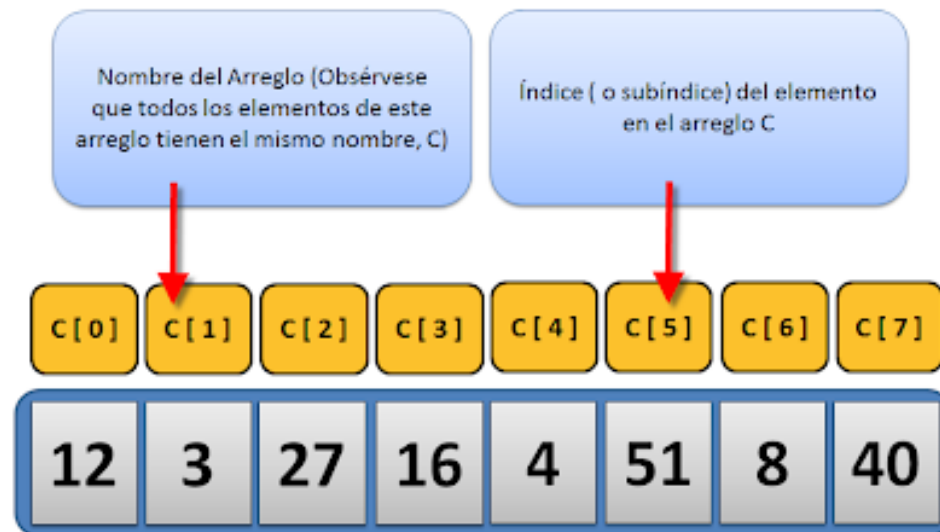 Nombre del Arreglo (Obsérvese
que todos los elementos de este
arreglo tienen el mismo nombre, C)
Índice ( o subíndice) del elemento
en el arreglo C
C [ 0 ] C [ 1 ] C [ 2 ] C [ 3 ] C [ 4 ] C [ 5 ] C [ 6 ] C [ 7 ]
12 3 27 16 4 51 8 40